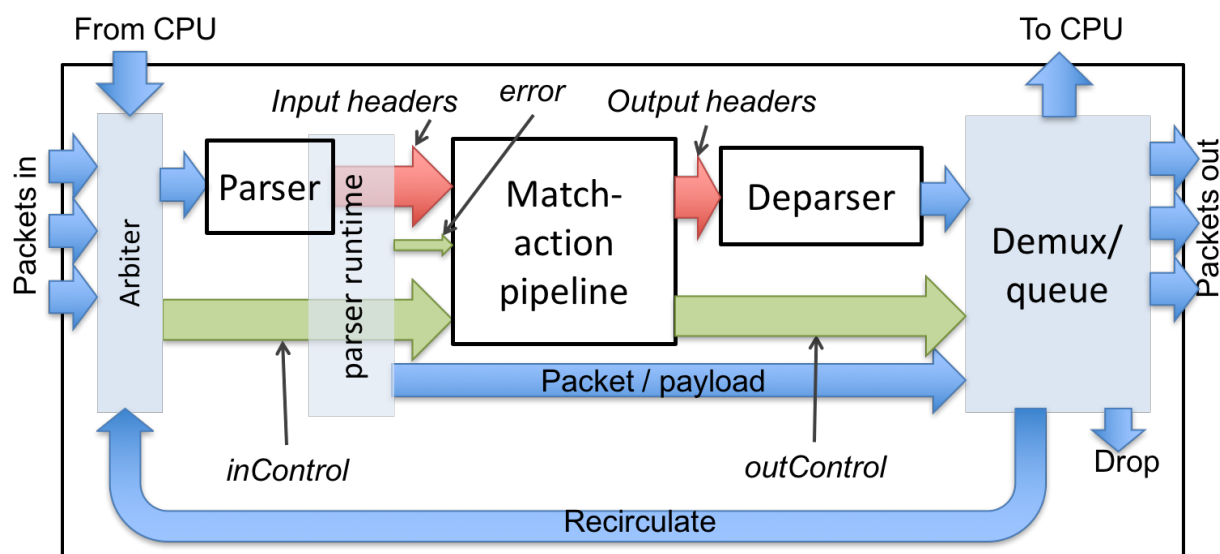 From CPU
To CPU
Input headers
error
Output headers
Packets in
Arbiter
Parser
parser runtime
Match-
action
pipeline
Deparser
Demux/
queue
Packets out
Packet / payload
inControl
outControl
Drop
Recirculate